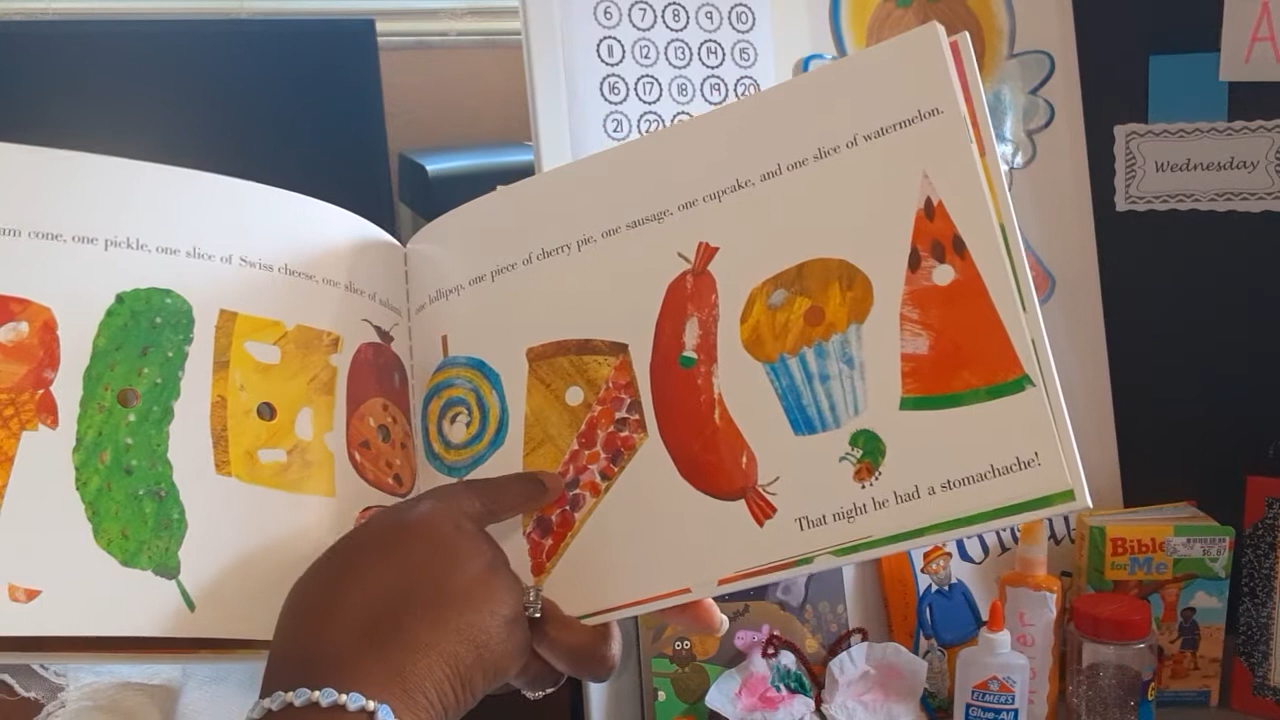 6 7 8 9 10
11 12 13 14 15
16 17 18 19 20
21 22
A
Wednesday
cone, one pickle, one slice of Swiss cheese, one slice of salami,
one lollipop, one piece of cherry pie, one sausage, one cupcake, and one slice of watermelon.
That night he had a stomachache!
Bible
for Me
$6.87
ELMER'S
Glue-All